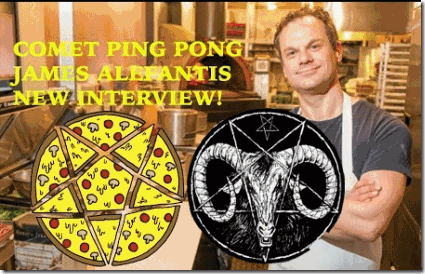 COMET PING PONG
JAMES ALEFANTIS
NEW INTERVIEW!